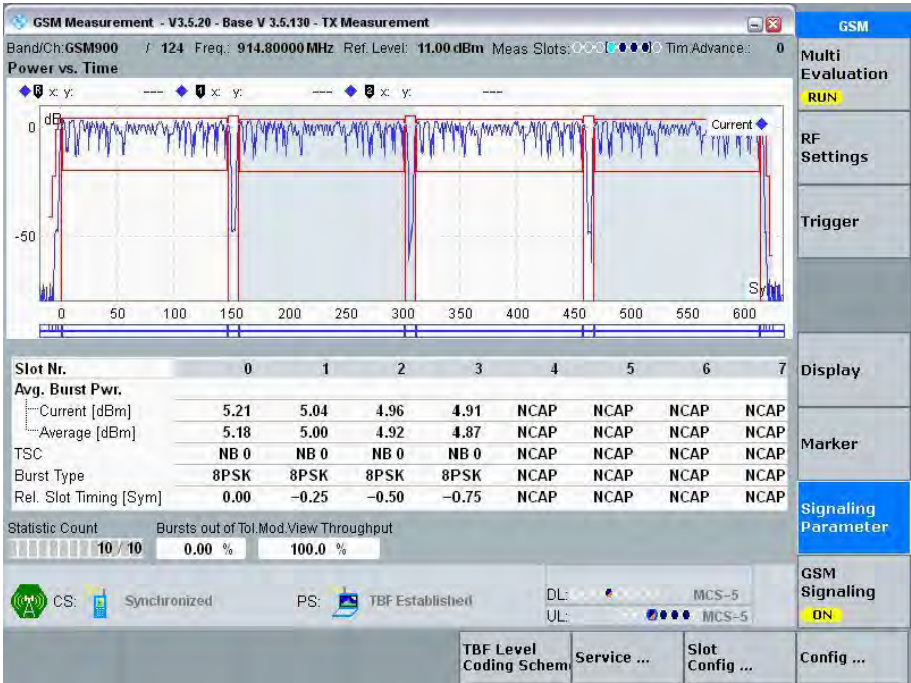 GSM Measurement - V3.5.20 - Base V 3.5.130 - TX Measurement
Band/Ch: GSM900 / 124 Freq.: 914.80000 MHz Ref. Level: 11.00 dBm Meas Slots: Tim.Advance.: 0
Power vs. Time
R x: y: --- 1 x: y: --- 2 x: y: ---
dB
Current
0
-50
Sym
0 50 100 150 200 250 300 350 400 450 500 550 600
Slot Nr. 0 1 2 3 4 5 6 7
Avg. Burst Pwr.
Current [dBm] 5.21 5.04 4.96 4.91 NCAP NCAP NCAP NCAP
Average [dBm] 5.18 5.00 4.92 4.87 NCAP NCAP NCAP NCAP
TSC NB 0 NB 0 NB 0 NB 0 NCAP NCAP NCAP NCAP
Burst Type 8PSK 8PSK 8PSK 8PSK NCAP NCAP NCAP NCAP
Rel. Slot Timing [Sym] 0.00 -0.25 -0.50 -0.75 NCAP NCAP NCAP NCAP
Statistic Count Bursts out of Tol. Mod.View Throughput
10 / 10 0.00 % 100.0 %
CS: Synchronized PS: TBF Established DL: MCS-5
UL: MCS-5
TBF Level
Coding Schem
Service ...
Slot
Config ...
Config ...
GSM
Multi
Evaluation
RUN
RF
Settings
Trigger
Display
Marker
Signaling
Parameter
GSM
Signaling
ON